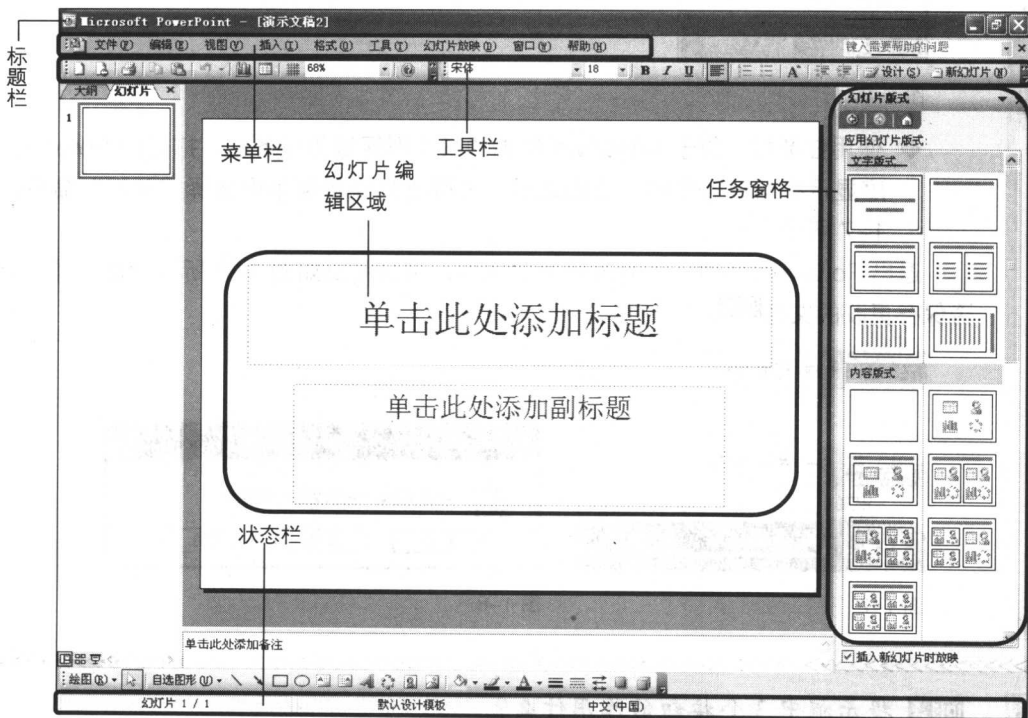 Microsoft PowerPoint - [演示文稿2]
标题栏
文件(F) 编辑(E) 视图(V) 插入(I) 格式(O) 工具(T) 幻灯片放映(D) 窗口(W) 帮助(H) 键入需要帮助的问题
68% 宋体 18 B I U A 设计(S) 新幻灯片(N)
大纲 幻灯片 幻灯片版式
1
菜单栏 工具栏
应用幻灯片版式:
文字版式
幻灯片编
辑区域
任务窗格
单击此处添加标题
内容版式
单击此处添加副标题
状态栏
单击此处添加备注
插入新幻灯片时放映
绘图(R) 自选图形(U) A
幻灯片 1 / 1 默认设计模板 中文(中国)